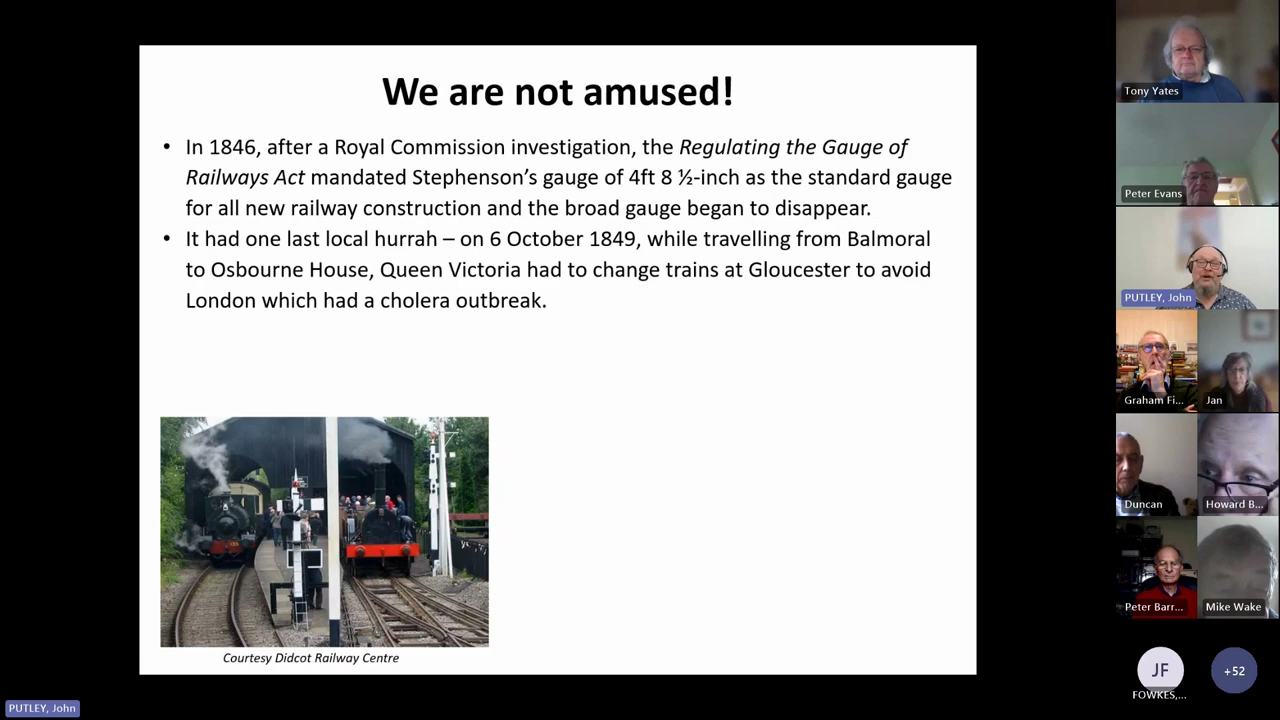 We are not amused!
• In 1846, after a Royal Commission investigation, the Regulating the Gauge of
Railways Act mandated Stephenson's gauge of 4ft 8 ½-inch as the standard gauge
for all new railway construction and the broad gauge began to disappear.
• It had one last local hurrah – on 6 October 1849, while travelling from Balmoral
to Osbourne House, Queen Victoria had to change trains at Gloucester to avoid
London which had a cholera outbreak.
Courtesy Didcot Railway Centre
Tony Yates
Peter Evans
PUTLEY, John
Graham Fi...
Jan
Duncan
Howard B...
Peter Barr...
Mike Wake
JF
+52
FOWKES,...
PUTLEY, John